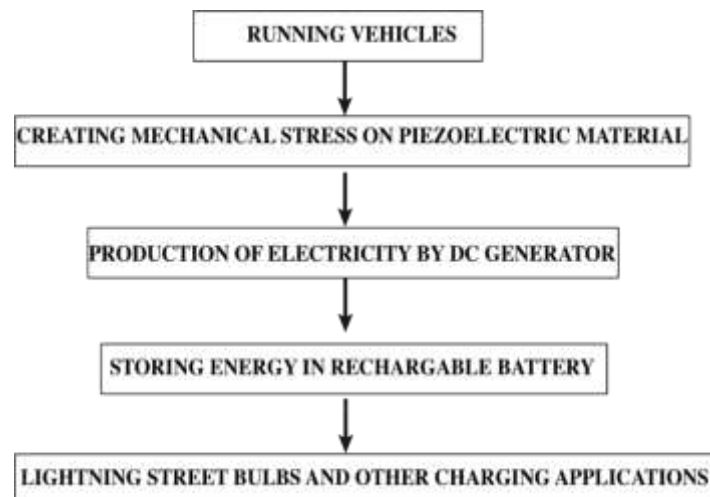 RUNNING VEHICLES
CREATING MECHANICAL STRESS ON PIEZOELECTRIC MATERIAL
PRODUCTION OF ELECTRICITY BY DC GENERATOR
STORING ENERGY IN RECHARGABLE BATTERY
LIGHTNING STREET BULBS AND OTHER CHARGING APPLICATIONS